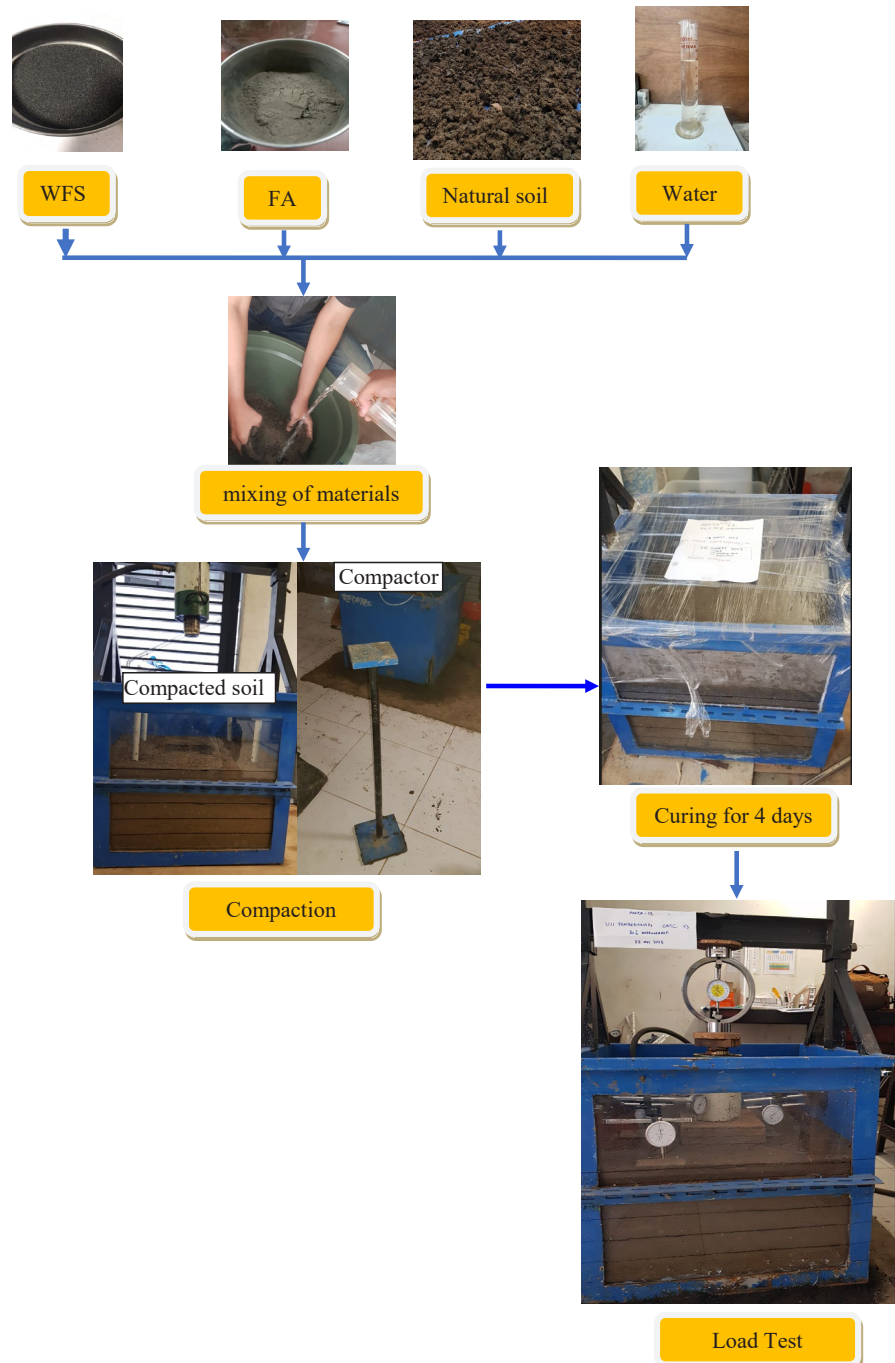 WFS
FA
Natural soil
Water
mixing of materials
Compactor
Compacted soil
Compaction
Curing for 4 days
Load Test